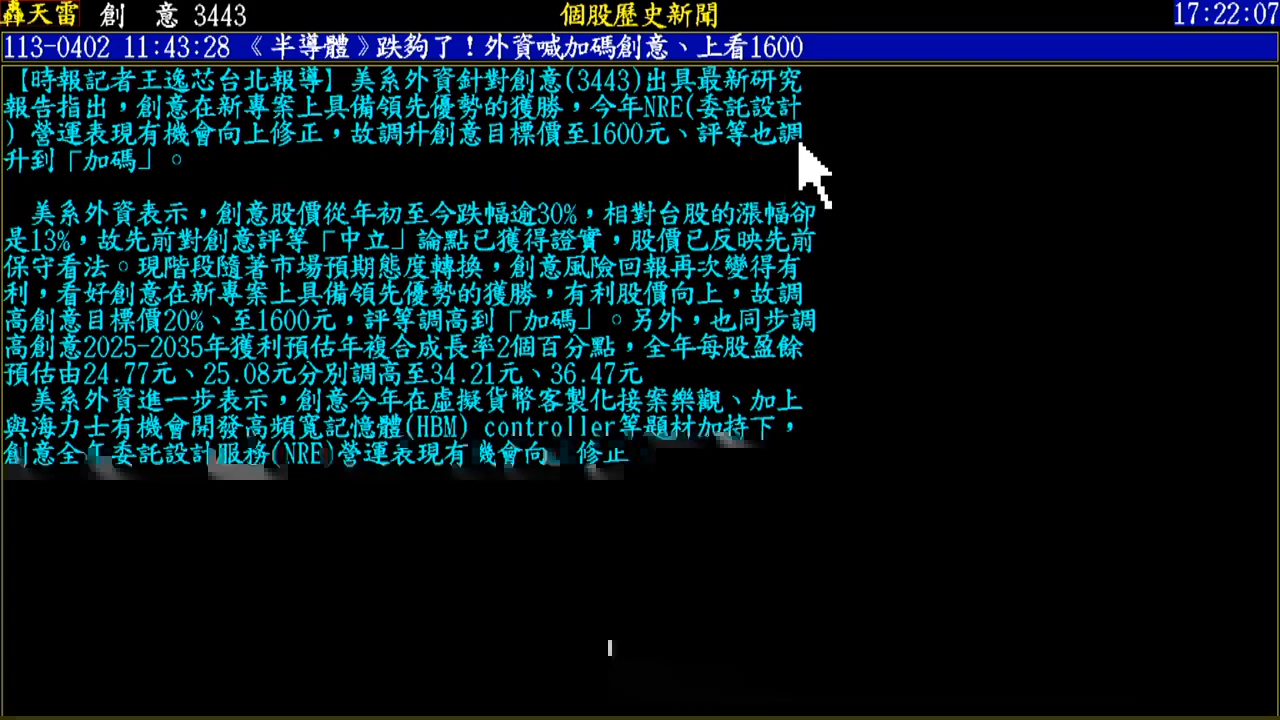 轟天雷 創 意 3443 個股歷史新聞 17:22:07
113-0402 11:43:28《半導體》跌夠了！外資喊加碼創意、上看1600
【時報記者王逸芯台北報導】美系外資針對創意(3443)出具最新研究
報告指出，創意在新專案上具備領先優勢的獲勝，今年NRE(委託設計
)營運表現有機會向上修正，故調升創意目標價至1600元、評等也調
升到「加碼」。
美系外資表示，創意股價從年初至今跌幅逾30%，相對台股的漲幅卻
是13%，故先前對創意評等「中立」論點已獲得證實，股價已反映先前
保守看法。現階段隨著市場預期態度轉換，創意風險回報再次變得有
利，看好創意在新專案上具備領先優勢的獲勝，有利股價向上，故調
高創意目標價20%、至1600元，評等調高到「加碼」。另外，也同步調
高創意2025-2035年獲利預估年複合成長率2個百分點，全年每股盈餘
預估由24.77元、25.08元分別調高至34.21元、36.47元
美系外資進一步表示，創意今年在虛擬貨幣客製化接案樂觀、加上
與海力士有機會開發高頻寬記憶體(HBM) controller等題材加持下，
創意全年委託設計服務(NRE)營運表現有機會向 修正